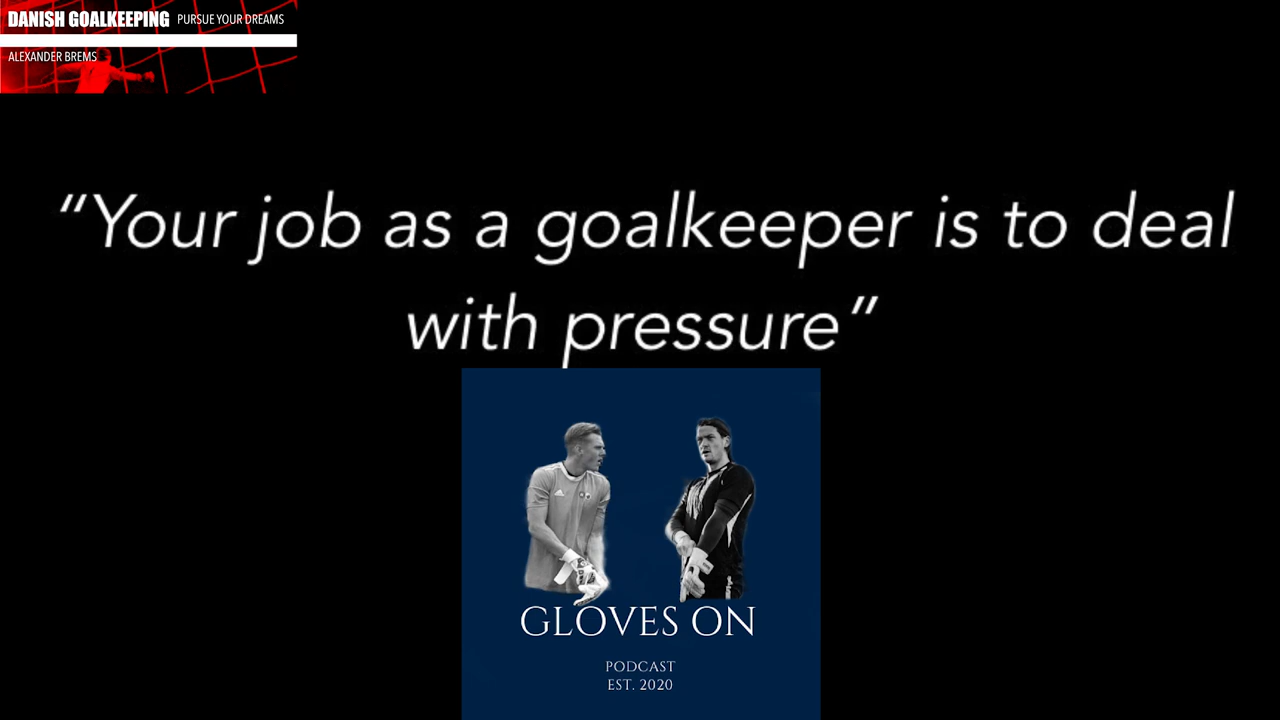 DANISH GOALKEEPING PURSUE YOUR DREAMS
ALEXANDER BREMS
“Your job as a goalkeeper is to deal
with pressure”
GLOVES ON
PODCAST
EST. 2020